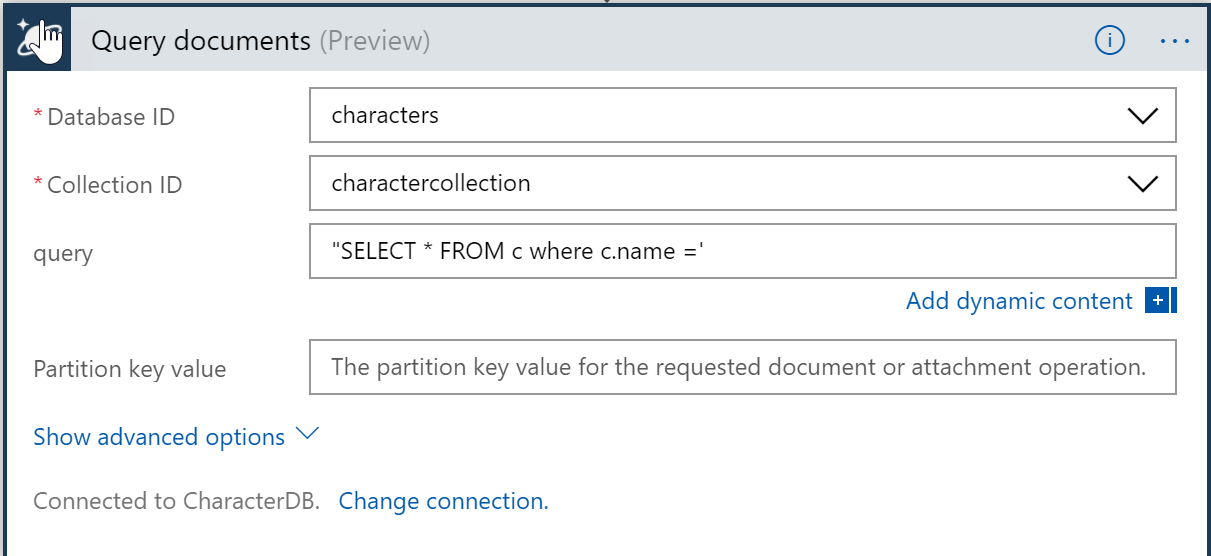 Query documents (Preview)
* Database ID characters
* Collection ID charactercollection
query "SELECT * FROM c where c.name ='
Add dynamic content
Partition key value The partition key value for the requested document or attachment operation.
Show advanced options
Connected to CharacterDB. Change connection.